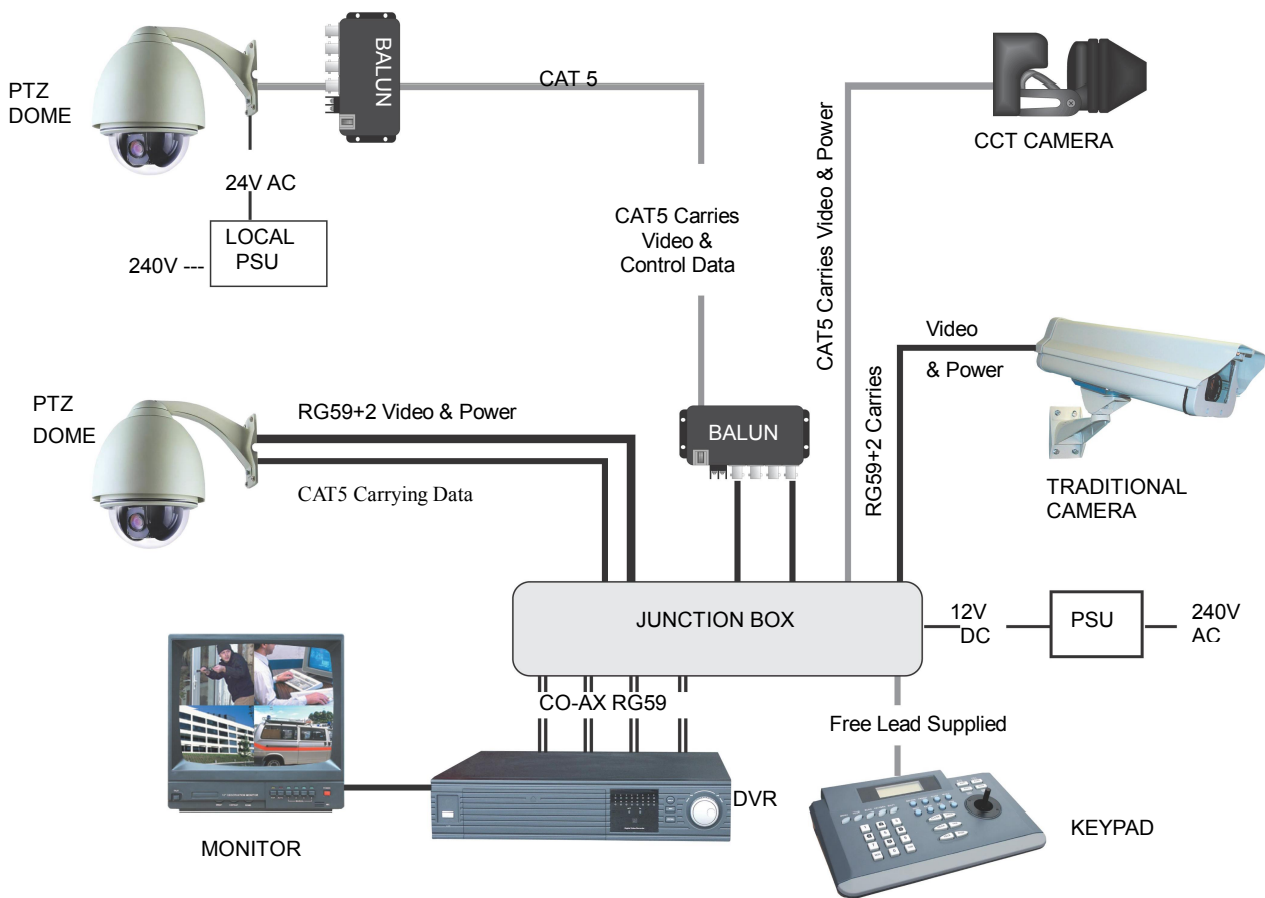 PTZ
DOME
BALUN
CAT 5
CCT CAMERA
24V AC
LOCAL
PSU
240V ---
CAT5 Carries
Video &
Control Data
CAT5 Carries Video & Power
Video
& Power
RG59+2 Carries
PTZ
DOME
RG59+2 Video & Power
CAT5 Carrying Data
BALUN
TRADITIONAL
CAMERA
JUNCTION BOX
12V
DC
PSU
240V
AC
CO-AX RG59
Free Lead Supplied
DVR
KEYPAD
MONITOR